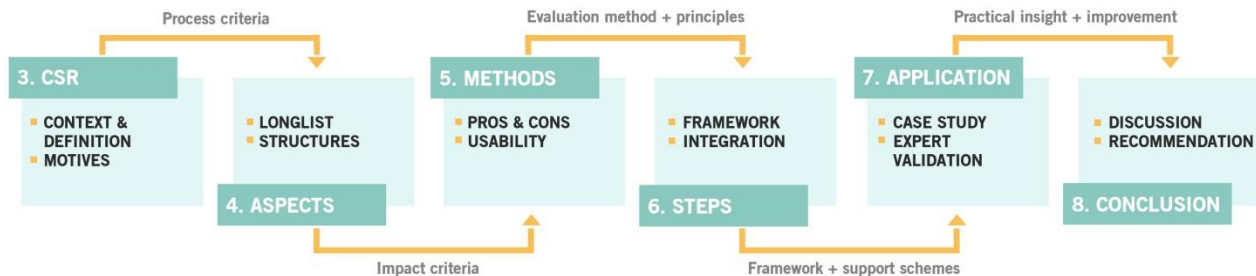 Process criteria
Evaluation method + principles
Practical insight + improvement
3. CSR
CONTEXT &
DEFINITION
MOTIVES
LONGLIST
STRUCTURES
4. ASPECTS
5. METHODS
PROS & CONS
USABILITY
FRAMEWORK
INTEGRATION
6. STEPS
7. APPLICATION
CASE STUDY
EXPERT
VALIDATION
DISCUSSION
RECOMMENDATION
8. CONCLUSION
Impact criteria
Framework + support schemes